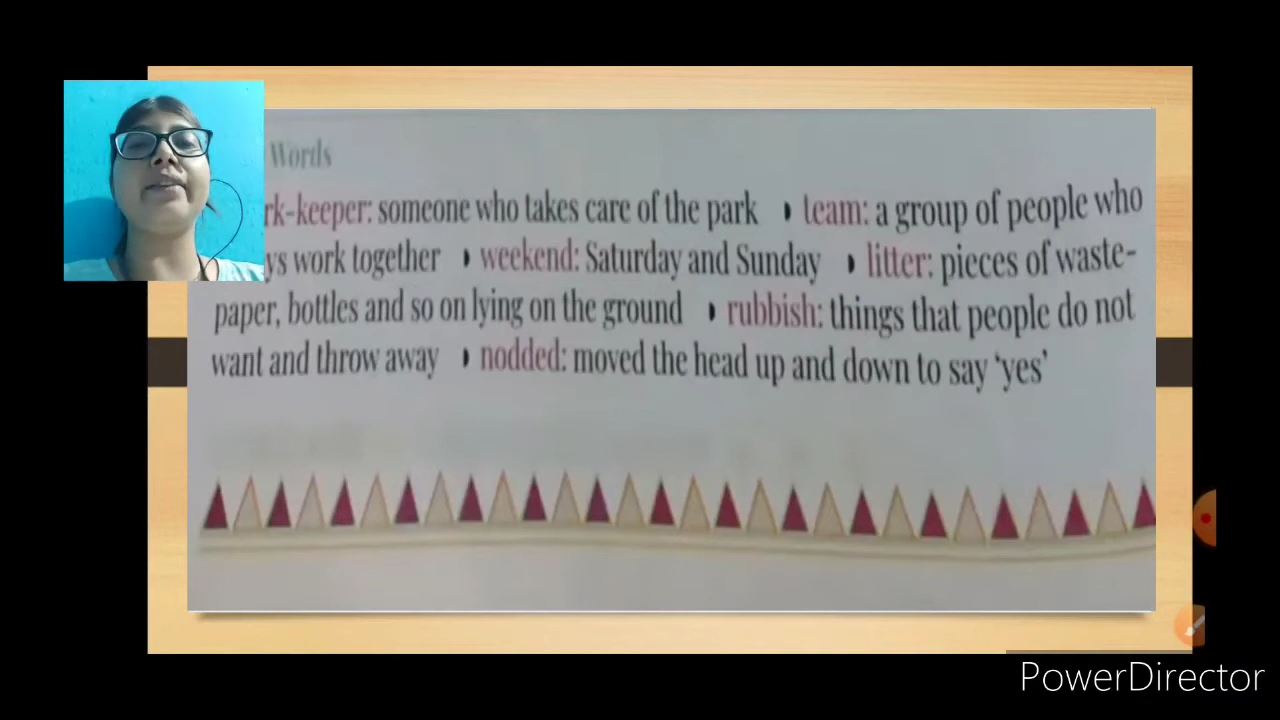 Words
rk-keeper: someone who takes care of the park ◗ team: a group of people who
ys work together ◗ weekend: Saturday and Sunday ◗ litter: pieces of waste-
paper, bottles and so on lying on the ground ◗ rubbish: things that people do not
want and throw away ◗ nodded: moved the head up and down to say ‘yes’
PowerDirector